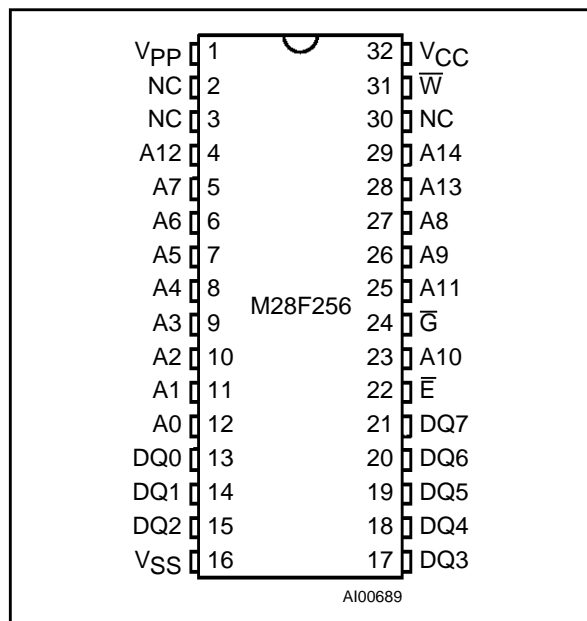 VPP 1 32 VCC
NC 2 31 W̅
NC 3 30 NC
A12 4 29 A14
A7 5 28 A13
A6 6 27 A8
A5 7 26 A9
A4 8 25 A11
M28F256
A3 9 24 G̅
A2 10 23 A10
A1 11 22 E̅
A0 12 21 DQ7
DQ0 13 20 DQ6
DQ1 14 19 DQ5
DQ2 15 18 DQ4
VSS 16 17 DQ3
AI00689